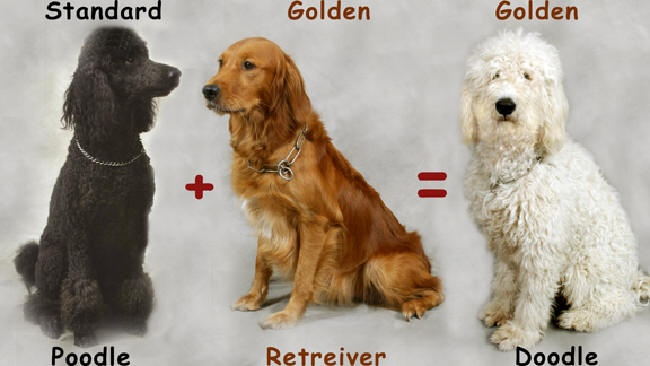 Standard Golden Golden
+ =
Poodle Retreiver Doodle